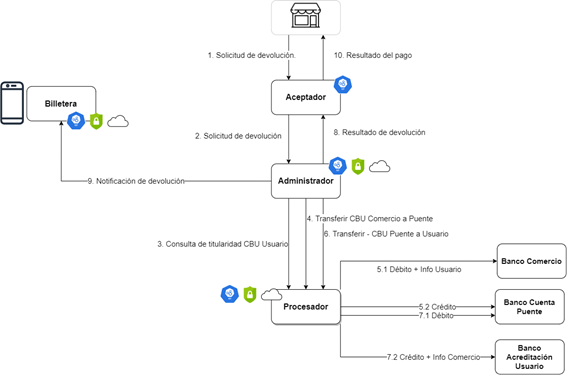 1. Solicitud de devolución.
10. Resultado del pago
Aceptador
Billetera
2. Solicitud de devolución
8. Resultado de devolución
Administrador
9. Notificación de devolución
4. Transferir CBU Comercio a Puente
6. Transferir - CBU Puente a Usuario
3. Consulta de titularidad CBU Usuario
Banco Comercio
5.1 Débito + Info Usuario
Procesador
5.2 Crédito
7.1 Débito
Banco Cuenta
Puente
7.2 Crédito + Info Comercio
Banco
Acreditación
Usuario